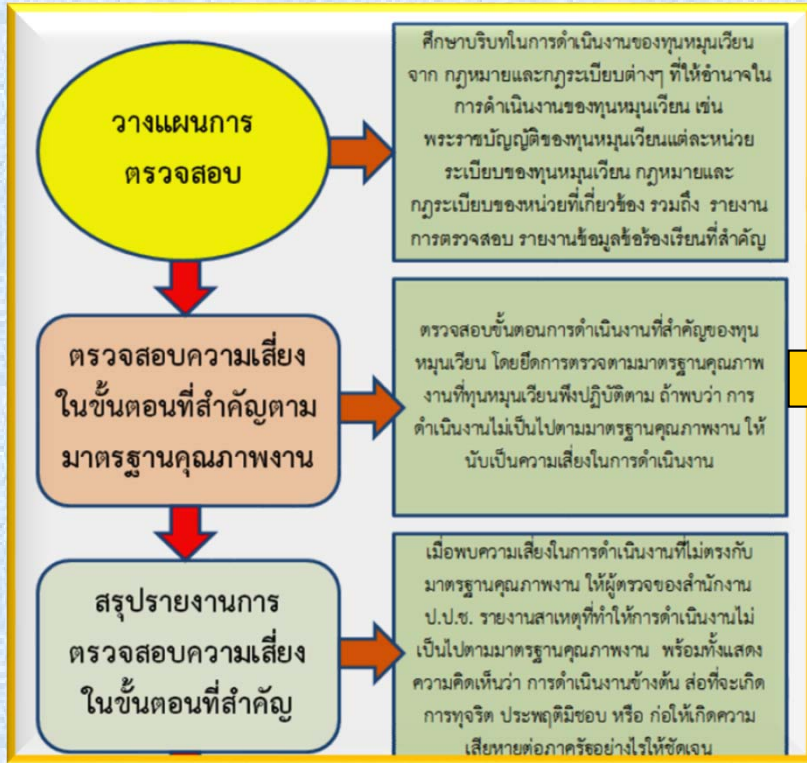 วางแผนการ
ตรวจสอบ
ศึกษาบริบทในการดำเนินงานของทุนหมุนเวียน
จาก กฎหมายและกฎระเบียบต่างๆ ที่ให้อำนาจใน
การดำเนินงานของทุนหมุนเวียน เช่น
พระราชบัญญัติของทุนหมุนเวียนแต่ละหน่วย
ระเบียบของทุนหมุนเวียน กฎหมายและ
กฎระเบียบของหน่วยที่เกี่ยวข้อง รวมถึง รายงาน
การตรวจสอบ รายงานข้อมูลข้อร้องเรียนที่สำคัญ
ตรวจสอบความเสี่ยง
ในขั้นตอนที่สำคัญตาม
มาตรฐานคุณภาพงาน
ตรวจสอบขั้นตอนการดำเนินงานที่สำคัญของทุน
หมุนเวียน โดยยึดการตรวจตามมาตรฐานคุณภาพ
งานที่ทุนหมุนเวียนพึงปฏิบัติตาม ถ้าพบว่า การ
ดำเนินงานไม่เป็นไปตามมาตรฐานคุณภาพงาน ให้
นับเป็นความเสี่ยงในการดำเนินงาน
สรุปรายงานการ
ตรวจสอบความเสี่ยง
ในขั้นตอนที่สำคัญ
เมื่อพบความเสี่ยงในการดำเนินงานที่ไม่ตรงกับ
มาตรฐานคุณภาพงาน ให้ผู้ตรวจของสำนักงาน
ป.ป.ช. รายงานสาเหตุที่ทำให้การดำเนินงานไม่
เป็นไปตามมาตรฐานคุณภาพงาน พร้อมทั้งแสดง
ความคิดเห็นว่า การดำเนินงานข้างต้น ส่อที่จะเกิด
การทุจริต ประพฤติมิชอบ หรือ ก่อให้เกิดความ
เสียหายต่อภาครัฐอย่างไรให้ชัดเจน